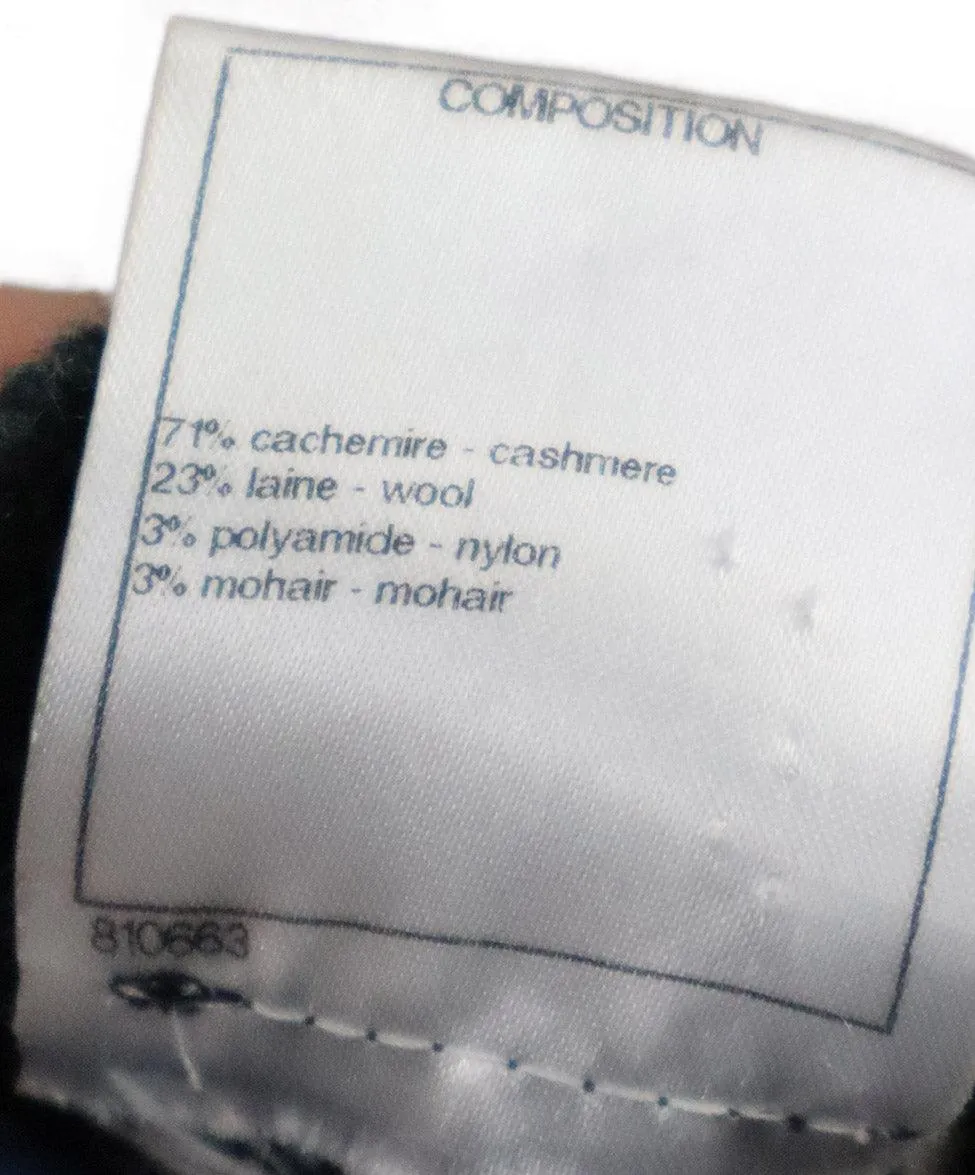 COMPOSITION
71% cachemire - cashmere
23% laine - wool
3% polyamide - nylon
3% mohair - mohair
810663